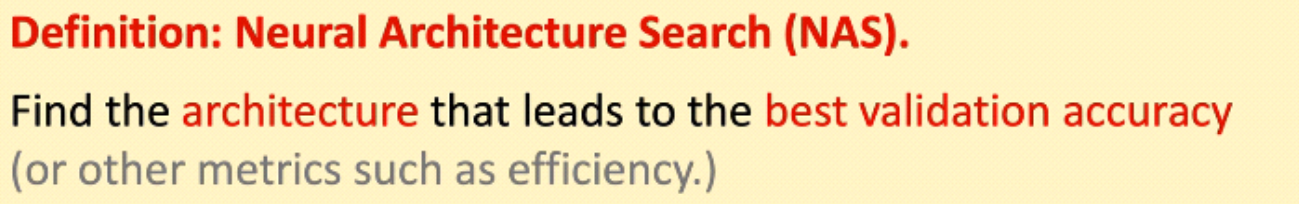 Definition: Neural Architecture Search (NAS).
Find the architecture that leads to the best validation accuracy
(or other metrics such as efficiency.)